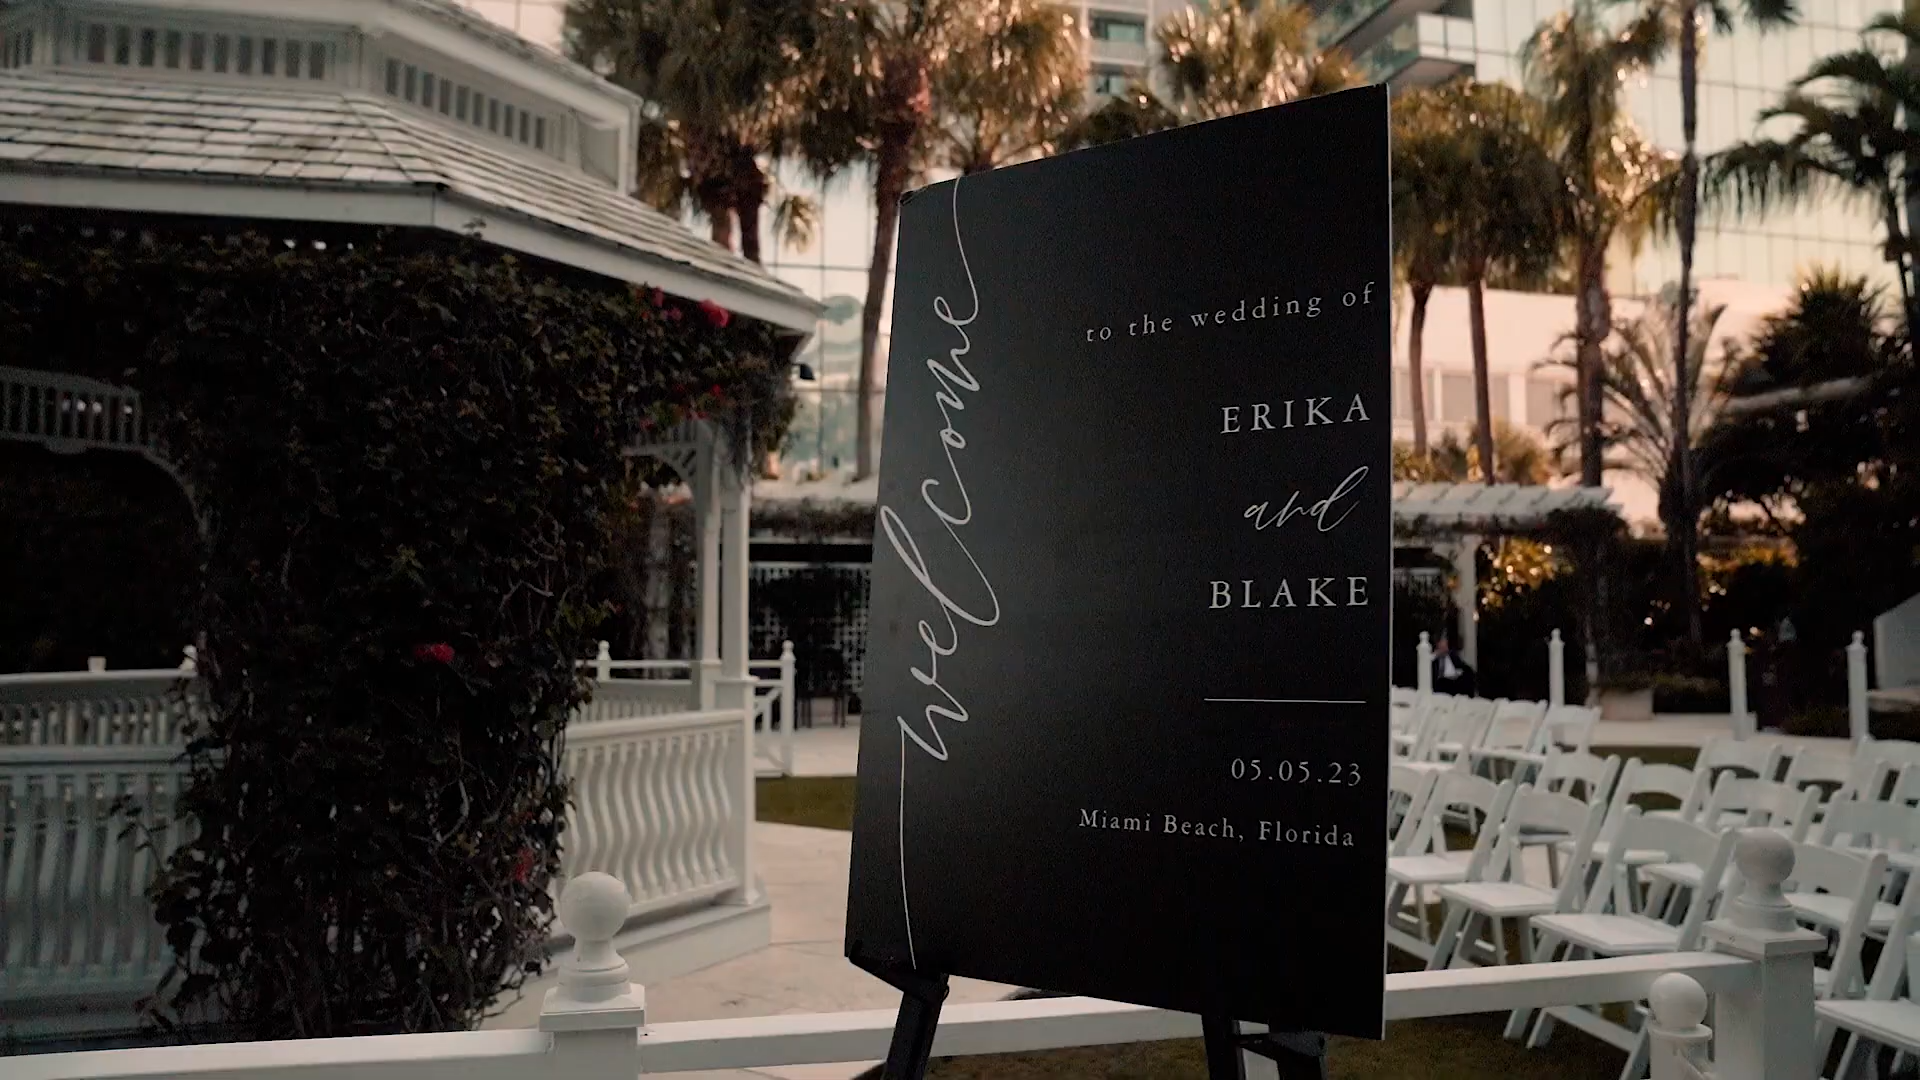 welcome
to the wedding of
ERIKA
and
BLAKE
05.05.23
Miami Beach, Florida